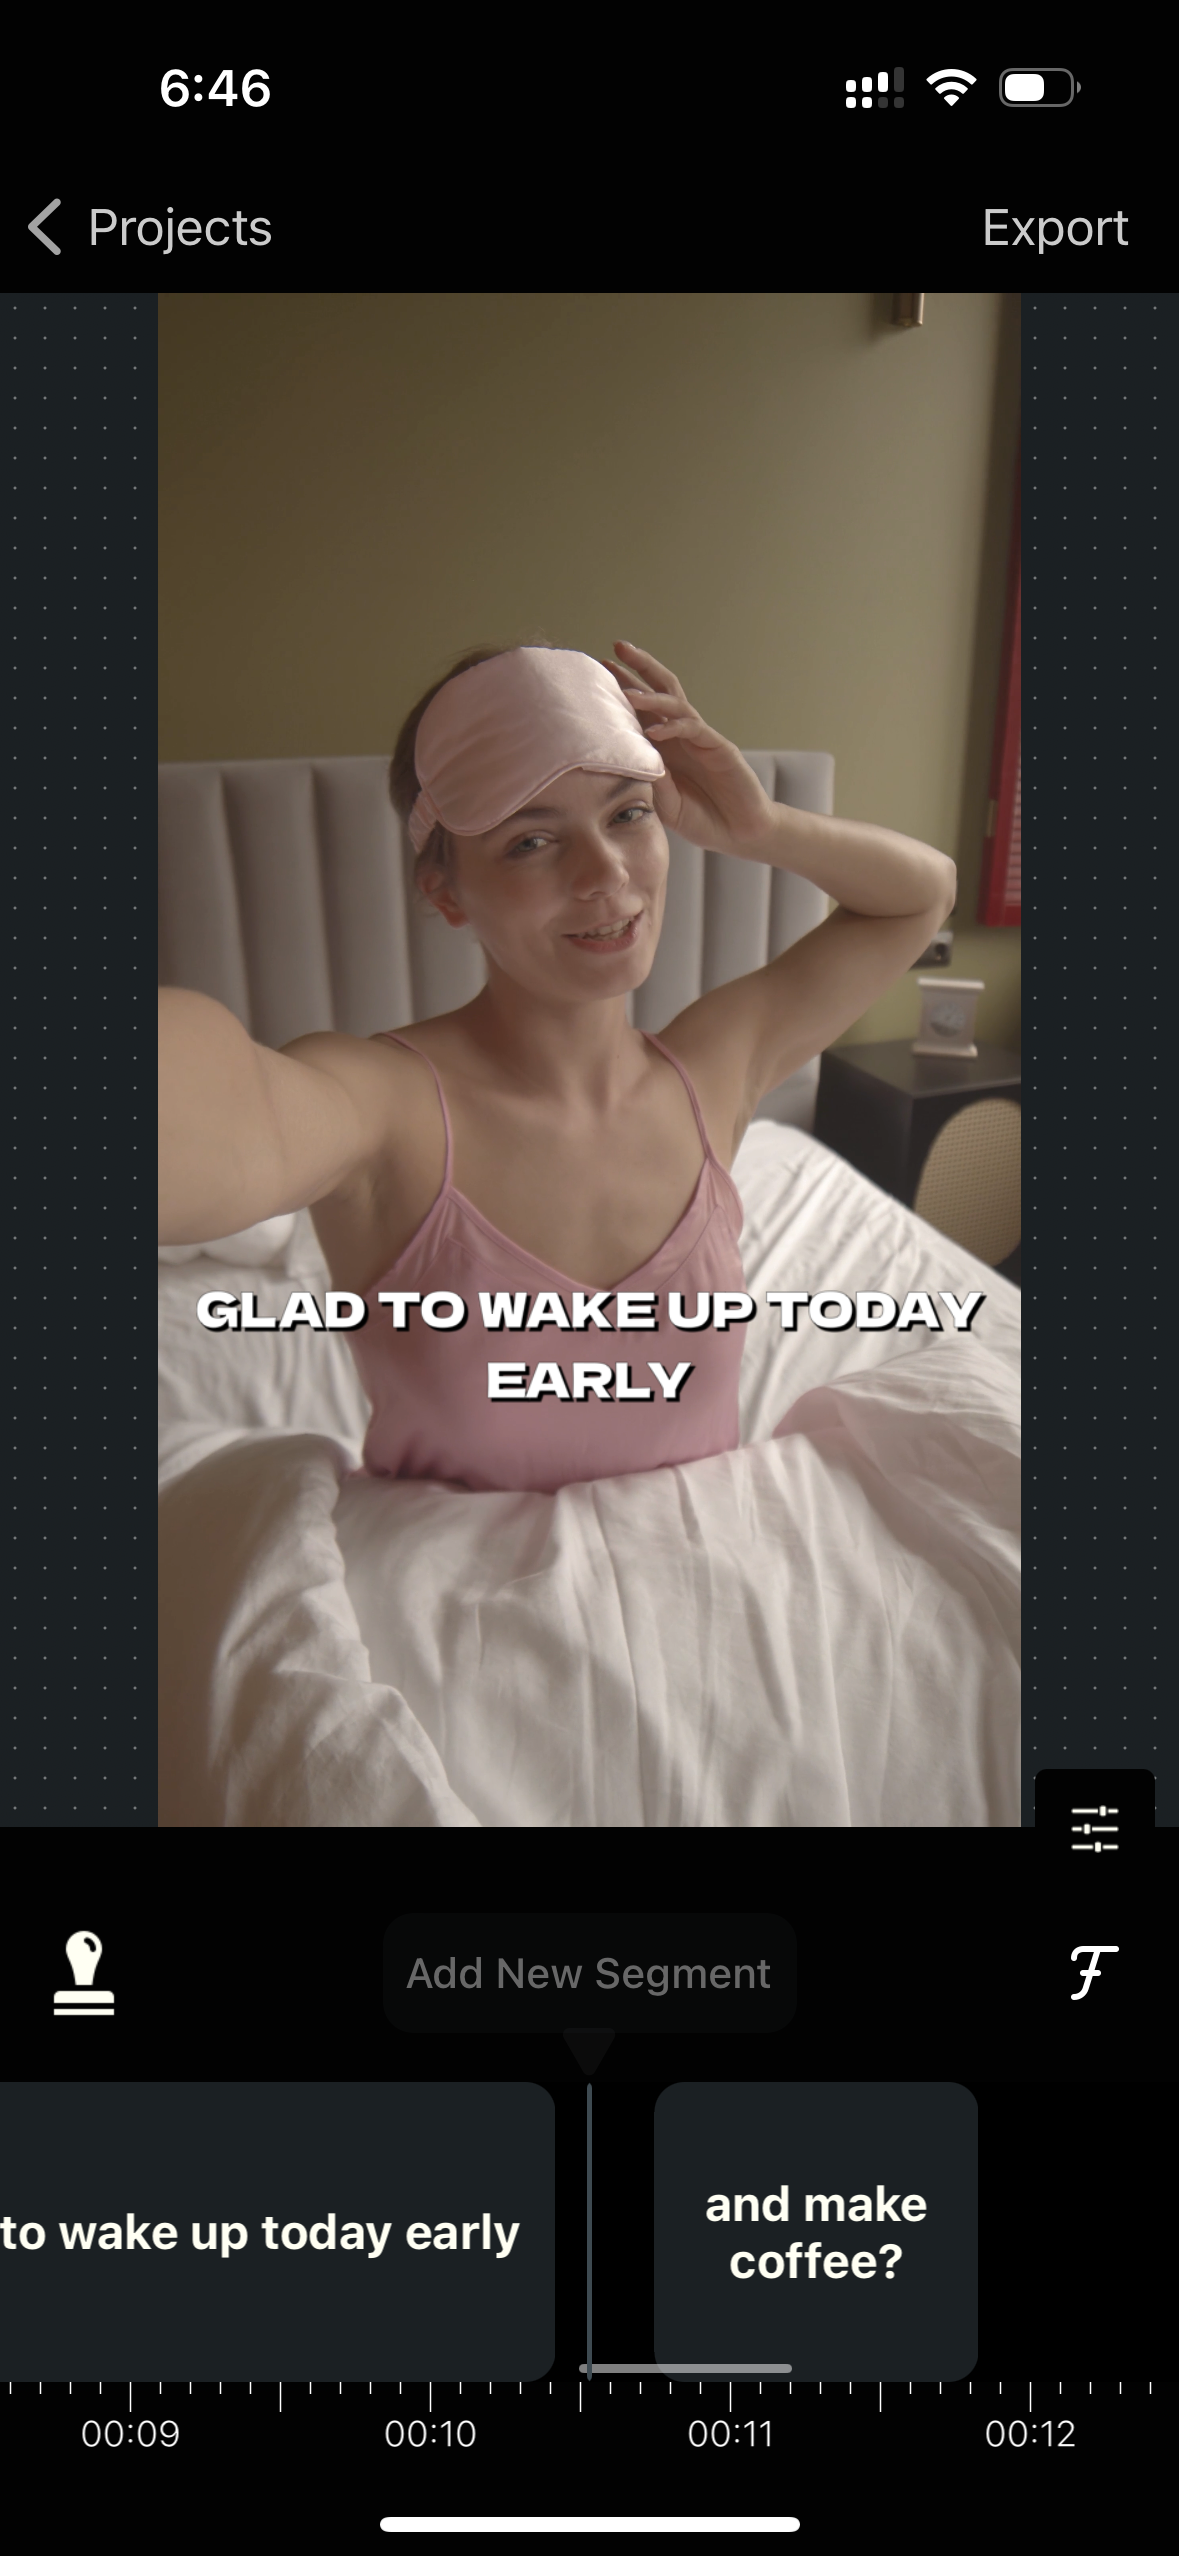 6:46
Projects
Export
GLAD TO WAKE UP TODAY
EARLY
Add New Segment
to wake up today early
and make
coffee?
00:09
00:10
00:11
00:12